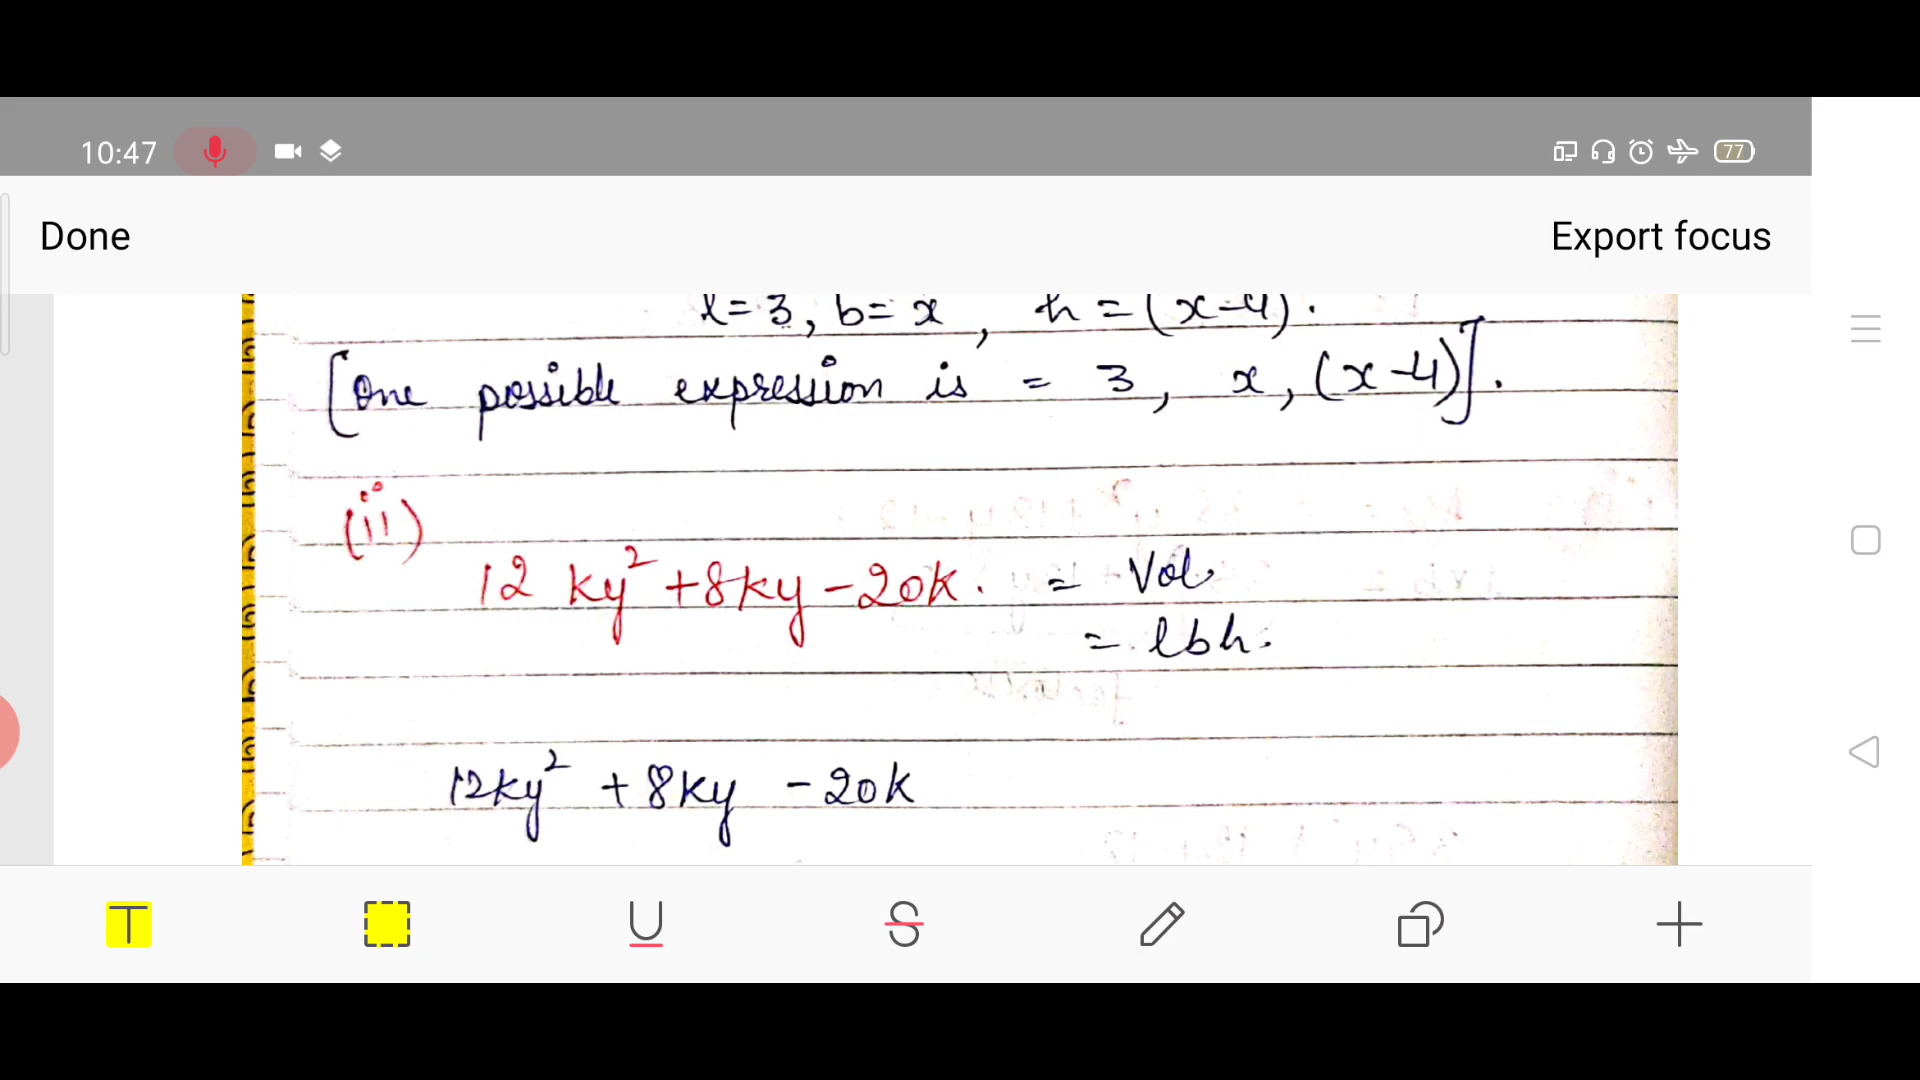 10:47
77
Done
Export focus
l=3, b= x , h = (x-4).
[One possible expression is = 3, x, (x-4)].
(ii)
12 ky² +8ky -20k. = Vol.
= lbh.
12ky² + 8ky - 20k
T
U
S